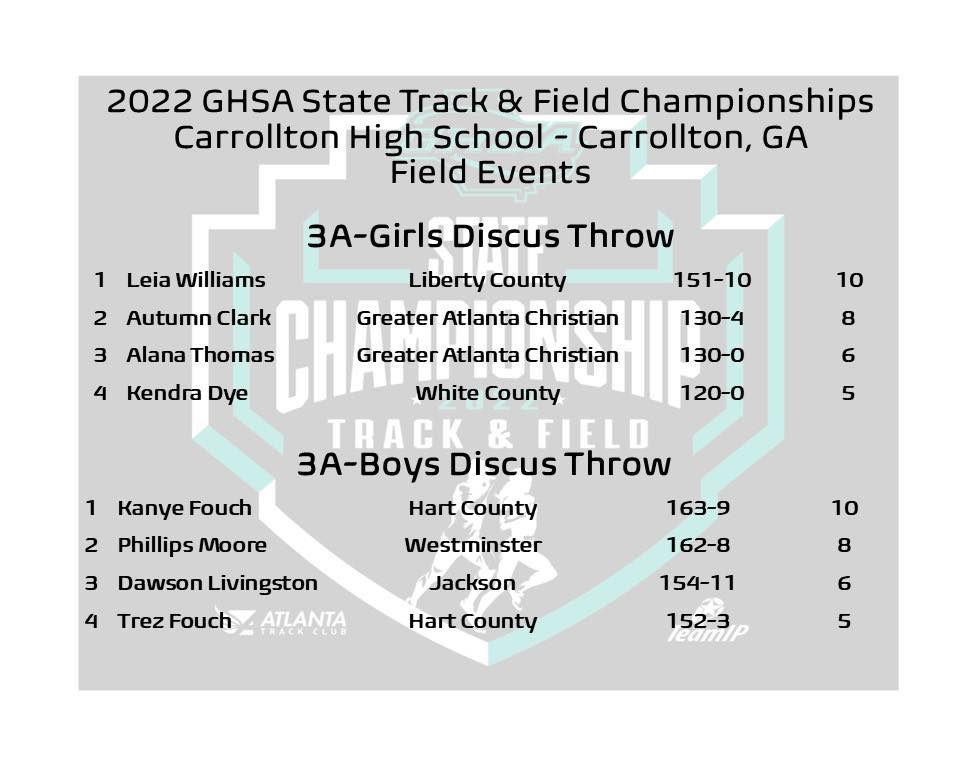 2022 GHSA State Track & Field Championships
Carrollton High School - Carrollton, GA
Field Events
STATE
3A-Girls Discus Throw
1 Leia Williams Liberty County 151-10 10
2 Autumn Clark Greater Atlanta Christian 130-4 8
CHAMPIONSHIP
3 Alana Thomas Greater Atlanta Christian 130-0 6
4 Kendra Dye White County 120-0 5
2022
TRACK & FIELD
3A-Boys Discus Throw
1 Kanye Fouch Hart County 163-9 10
2 Phillips Moore Westminster 162-8 8
3 Dawson Livingston Jackson 154-11 6
4 Trez Fouch Hart County 152-3 5
ATLANTA
TRACK CLUB
TeamIP